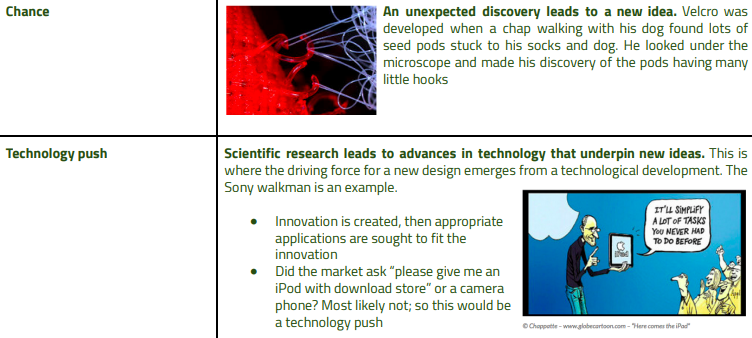 Chance
An unexpected discovery leads to a new idea. Velcro was
developed when a chap walking with his dog found lots of
seed pods stuck to his socks and dog. He looked under the
microscope and made his discovery of the pods having many
little hooks
Technology push
Scientific research leads to advances in technology that underpin new ideas. This is
where the driving force for a new design emerges from a technological development. The
Sony walkman is an example.
● Innovation is created, then appropriate
applications are sought to fit the
innovation
● Did the market ask “please give me an
iPod with download store” or a camera
phone? Most likely not; so this would be
a technology push
IT'LL SIMPLIFY
A LOT OF TASKS
YOU NEVER HAD
TO DO BEFORE
iPad
© Chappatte - www.globecartoon.com - "Here comes the iPad"